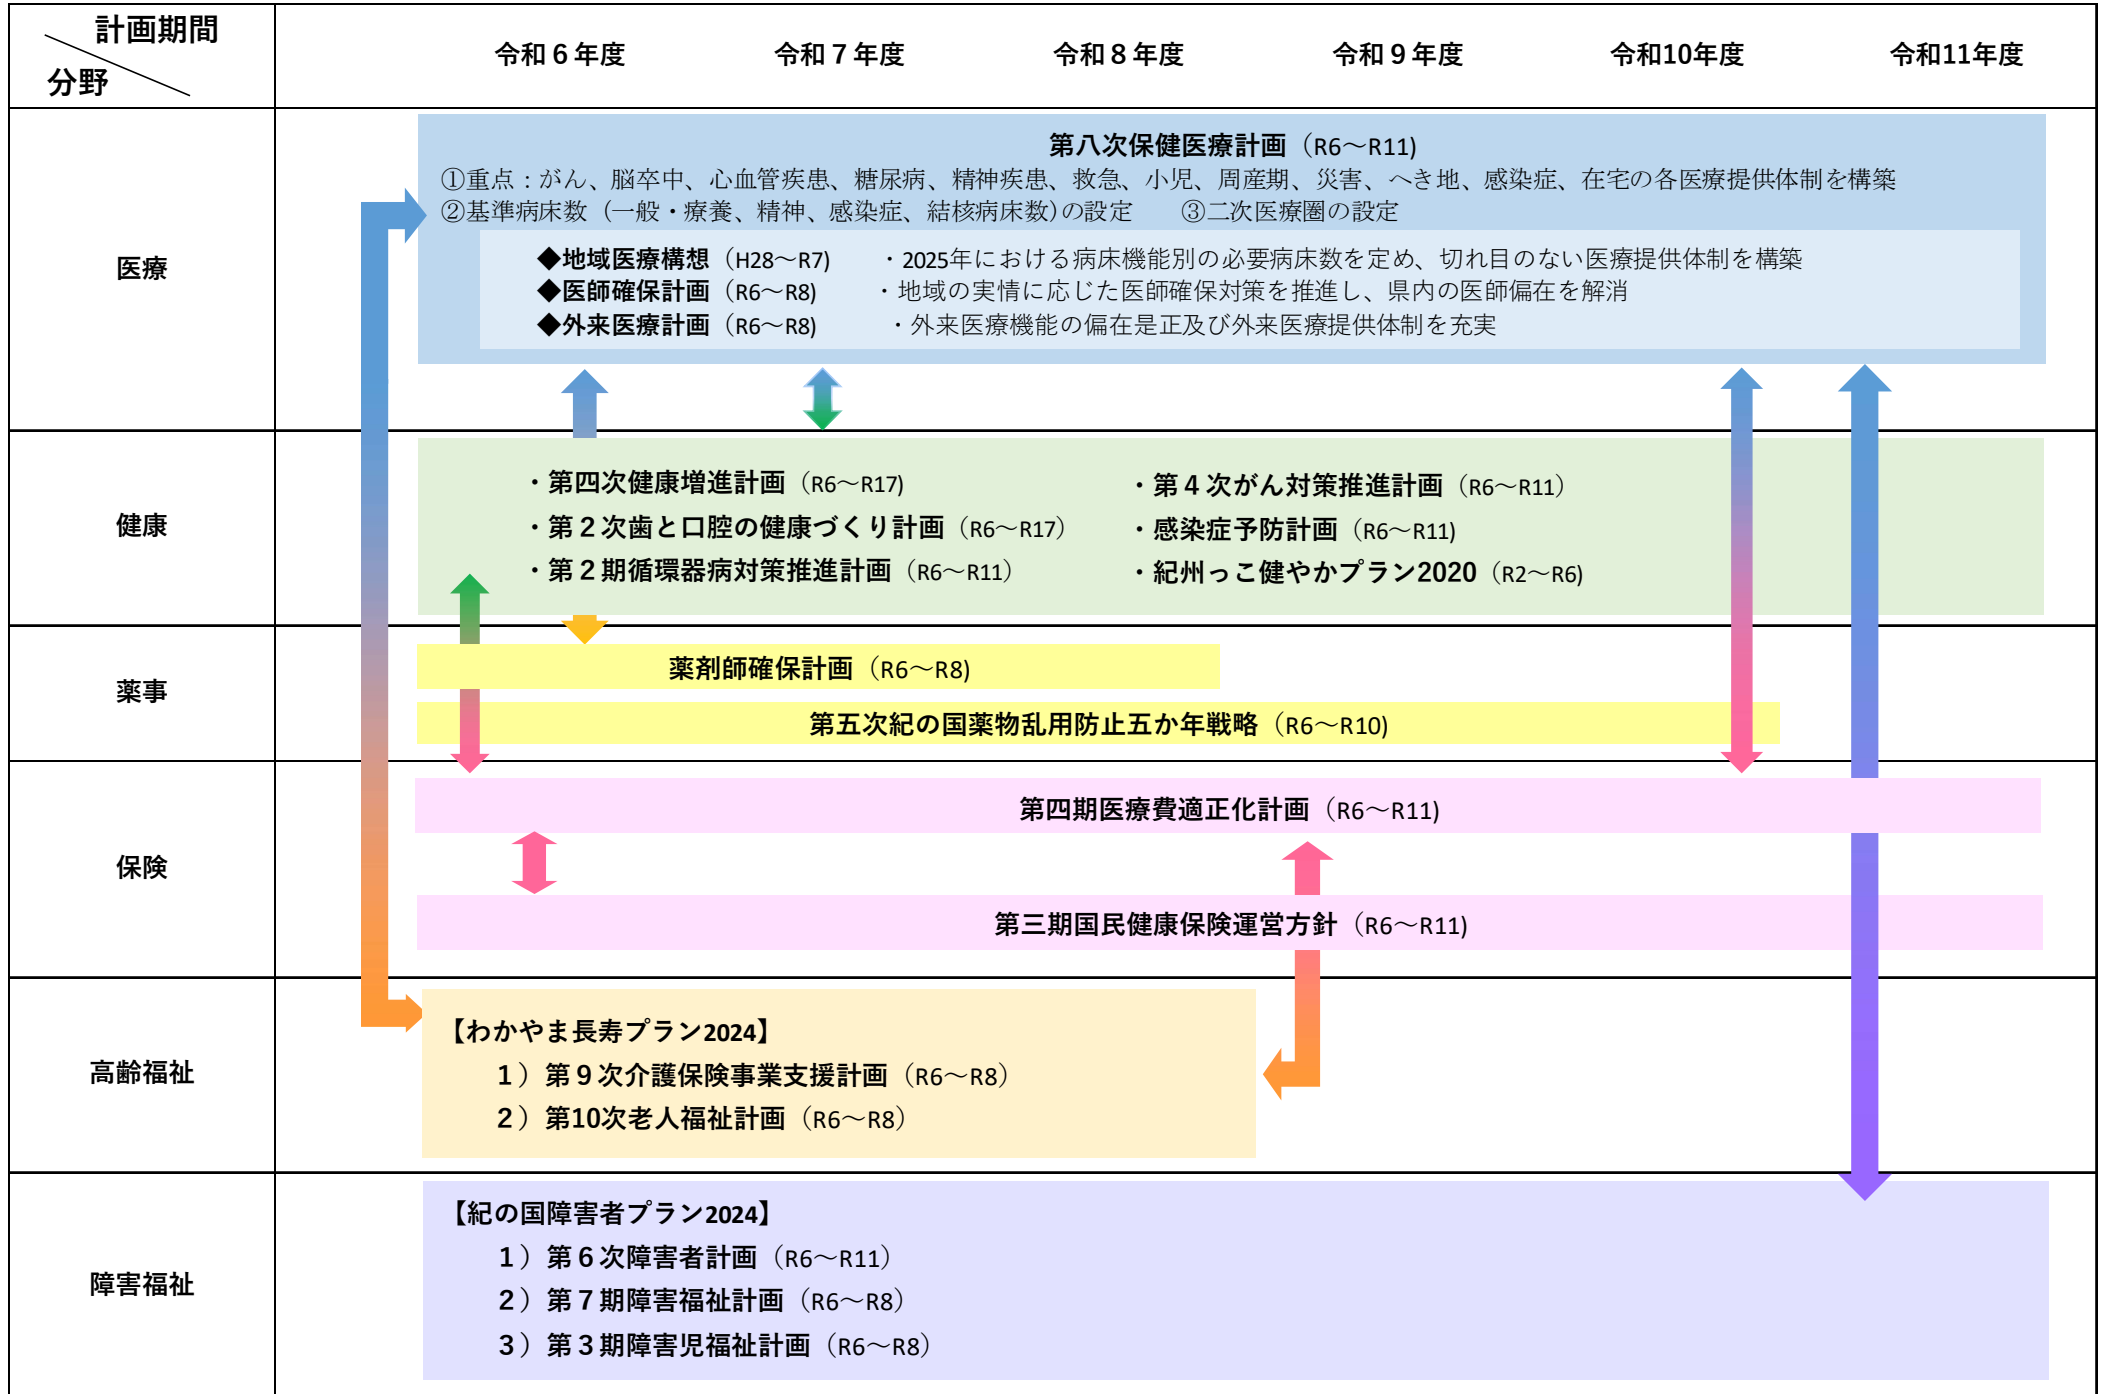 計画期間
分野
令和６年度
令和７年度
令和８年度
令和９年度
令和10年度
令和11年度
医療
第八次保健医療計画（R6～R11)
①重点：がん、脳卒中、心血管疾患、糖尿病、精神疾患、救急、小児、周産期、災害、へき地、感染症、在宅の各医療提供体制を構築
②基準病床数（一般・療養、精神、感染症、結核病床数)の設定　　③二次医療圏の設定
◆地域医療構想（H28～R7)　　・2025年における病床機能別の必要病床数を定め、切れ目のない医療提供体制を構築
◆医師確保計画（R6～R8)　　・地域の実情に応じた医師確保対策を推進し、県内の医師偏在を解消
◆外来医療計画（R6～R8)　　・外来医療機能の偏在是正及び外来医療提供体制を充実
健康
・第四次健康増進計画（R6～R17)
・第２次歯と口腔の健康づくり計画（R6～R17）
・第２期循環器病対策推進計画（R6～R11）
・第４次がん対策推進計画（R6～R11）
・感染症予防計画（R6～R11)
・紀州っこ健やかプラン2020（R2～R6)
薬事
薬剤師確保計画（R6～R8)
第五次紀の国薬物乱用防止五か年戦略（R6～R10)
保険
第四期医療費適正化計画（R6～R11)
第三期国民健康保険運営方針（R6～R11)
高齢福祉
【わかやま長寿プラン2024】
１）第９次介護保険事業支援計画（R6～R8）
２）第10次老人福祉計画（R6～R8）
障害福祉
【紀の国障害者プラン2024】
１）第６次障害者計画（R6～R11）
２）第７期障害福祉計画（R6～R8）
３）第３期障害児福祉計画（R6～R8）